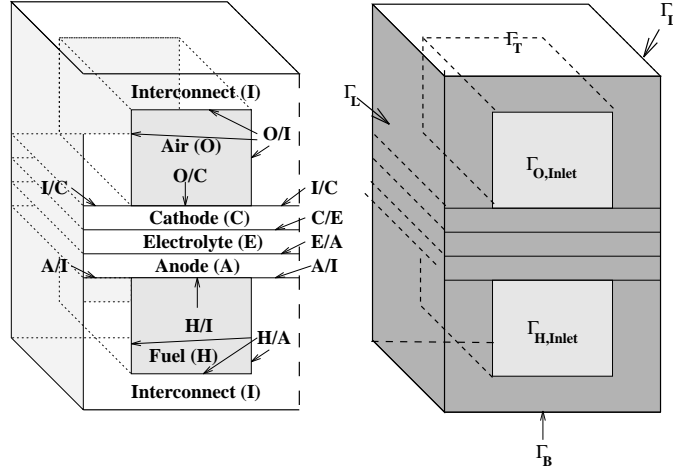 Interconnect (I)
O/I
Air (O)
O/C
I/C
I/C
Cathode (C)
C/E
Electrolyte (E)
E/A
A/I
Anode (A)
A/I
H/I
H/A
Fuel (H)
Interconnect (I)
Γ_I
Γ_T
Γ_L
Γ_O,Inlet
Γ_H,Inlet
Γ_B